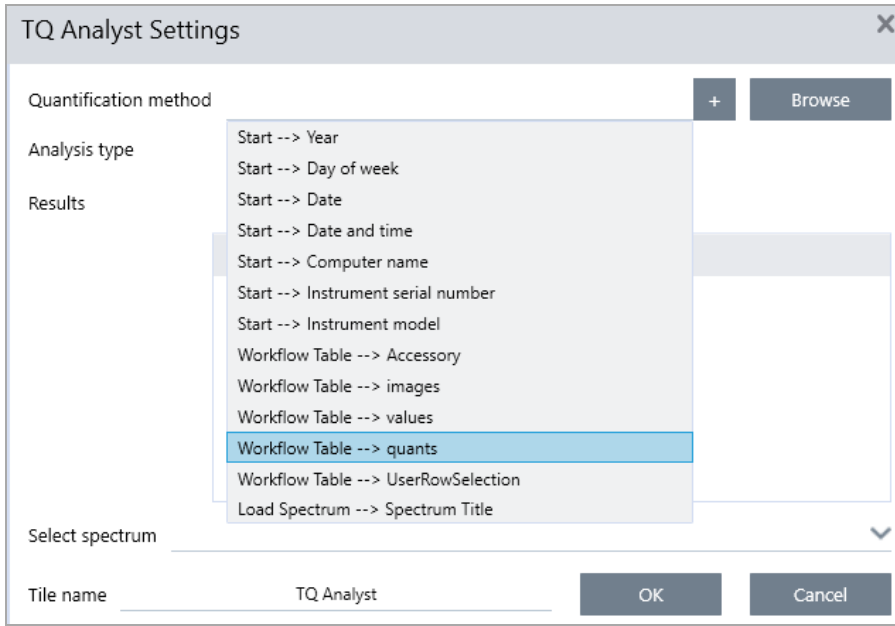 TQ Analyst Settings
Quantification method
+
Browse
Analysis type
Results
Start --> Year
Start --> Day of week
Start --> Date
Start --> Date and time
Start --> Computer name
Start --> Instrument serial number
Start --> Instrument model
Workflow Table --> Accessory
Workflow Table --> images
Workflow Table --> values
Workflow Table --> quants
Workflow Table --> UserRowSelection
Load Spectrum --> Spectrum Title
Select spectrum
Tile name TQ Analyst OK Cancel